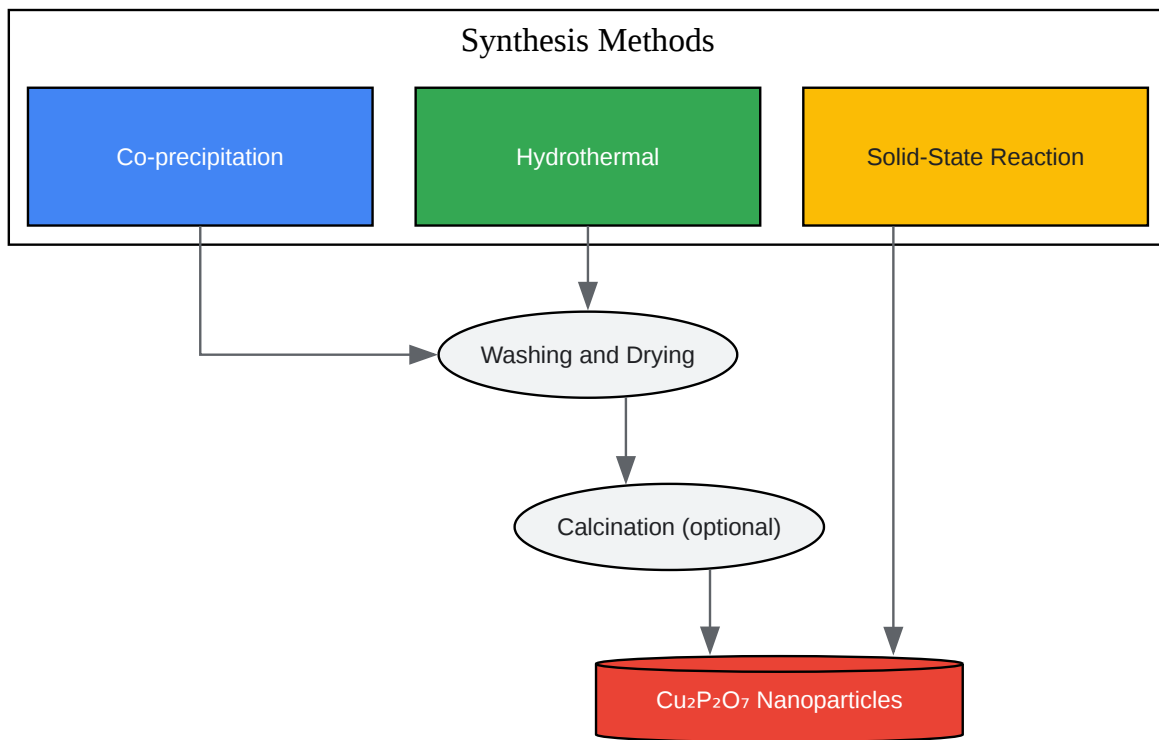 Synthesis Methods
Co-precipitation
Hydrothermal
Solid-State Reaction
Washing and Drying
Calcination (optional)
Cu₂P₂O₇ Nanoparticles